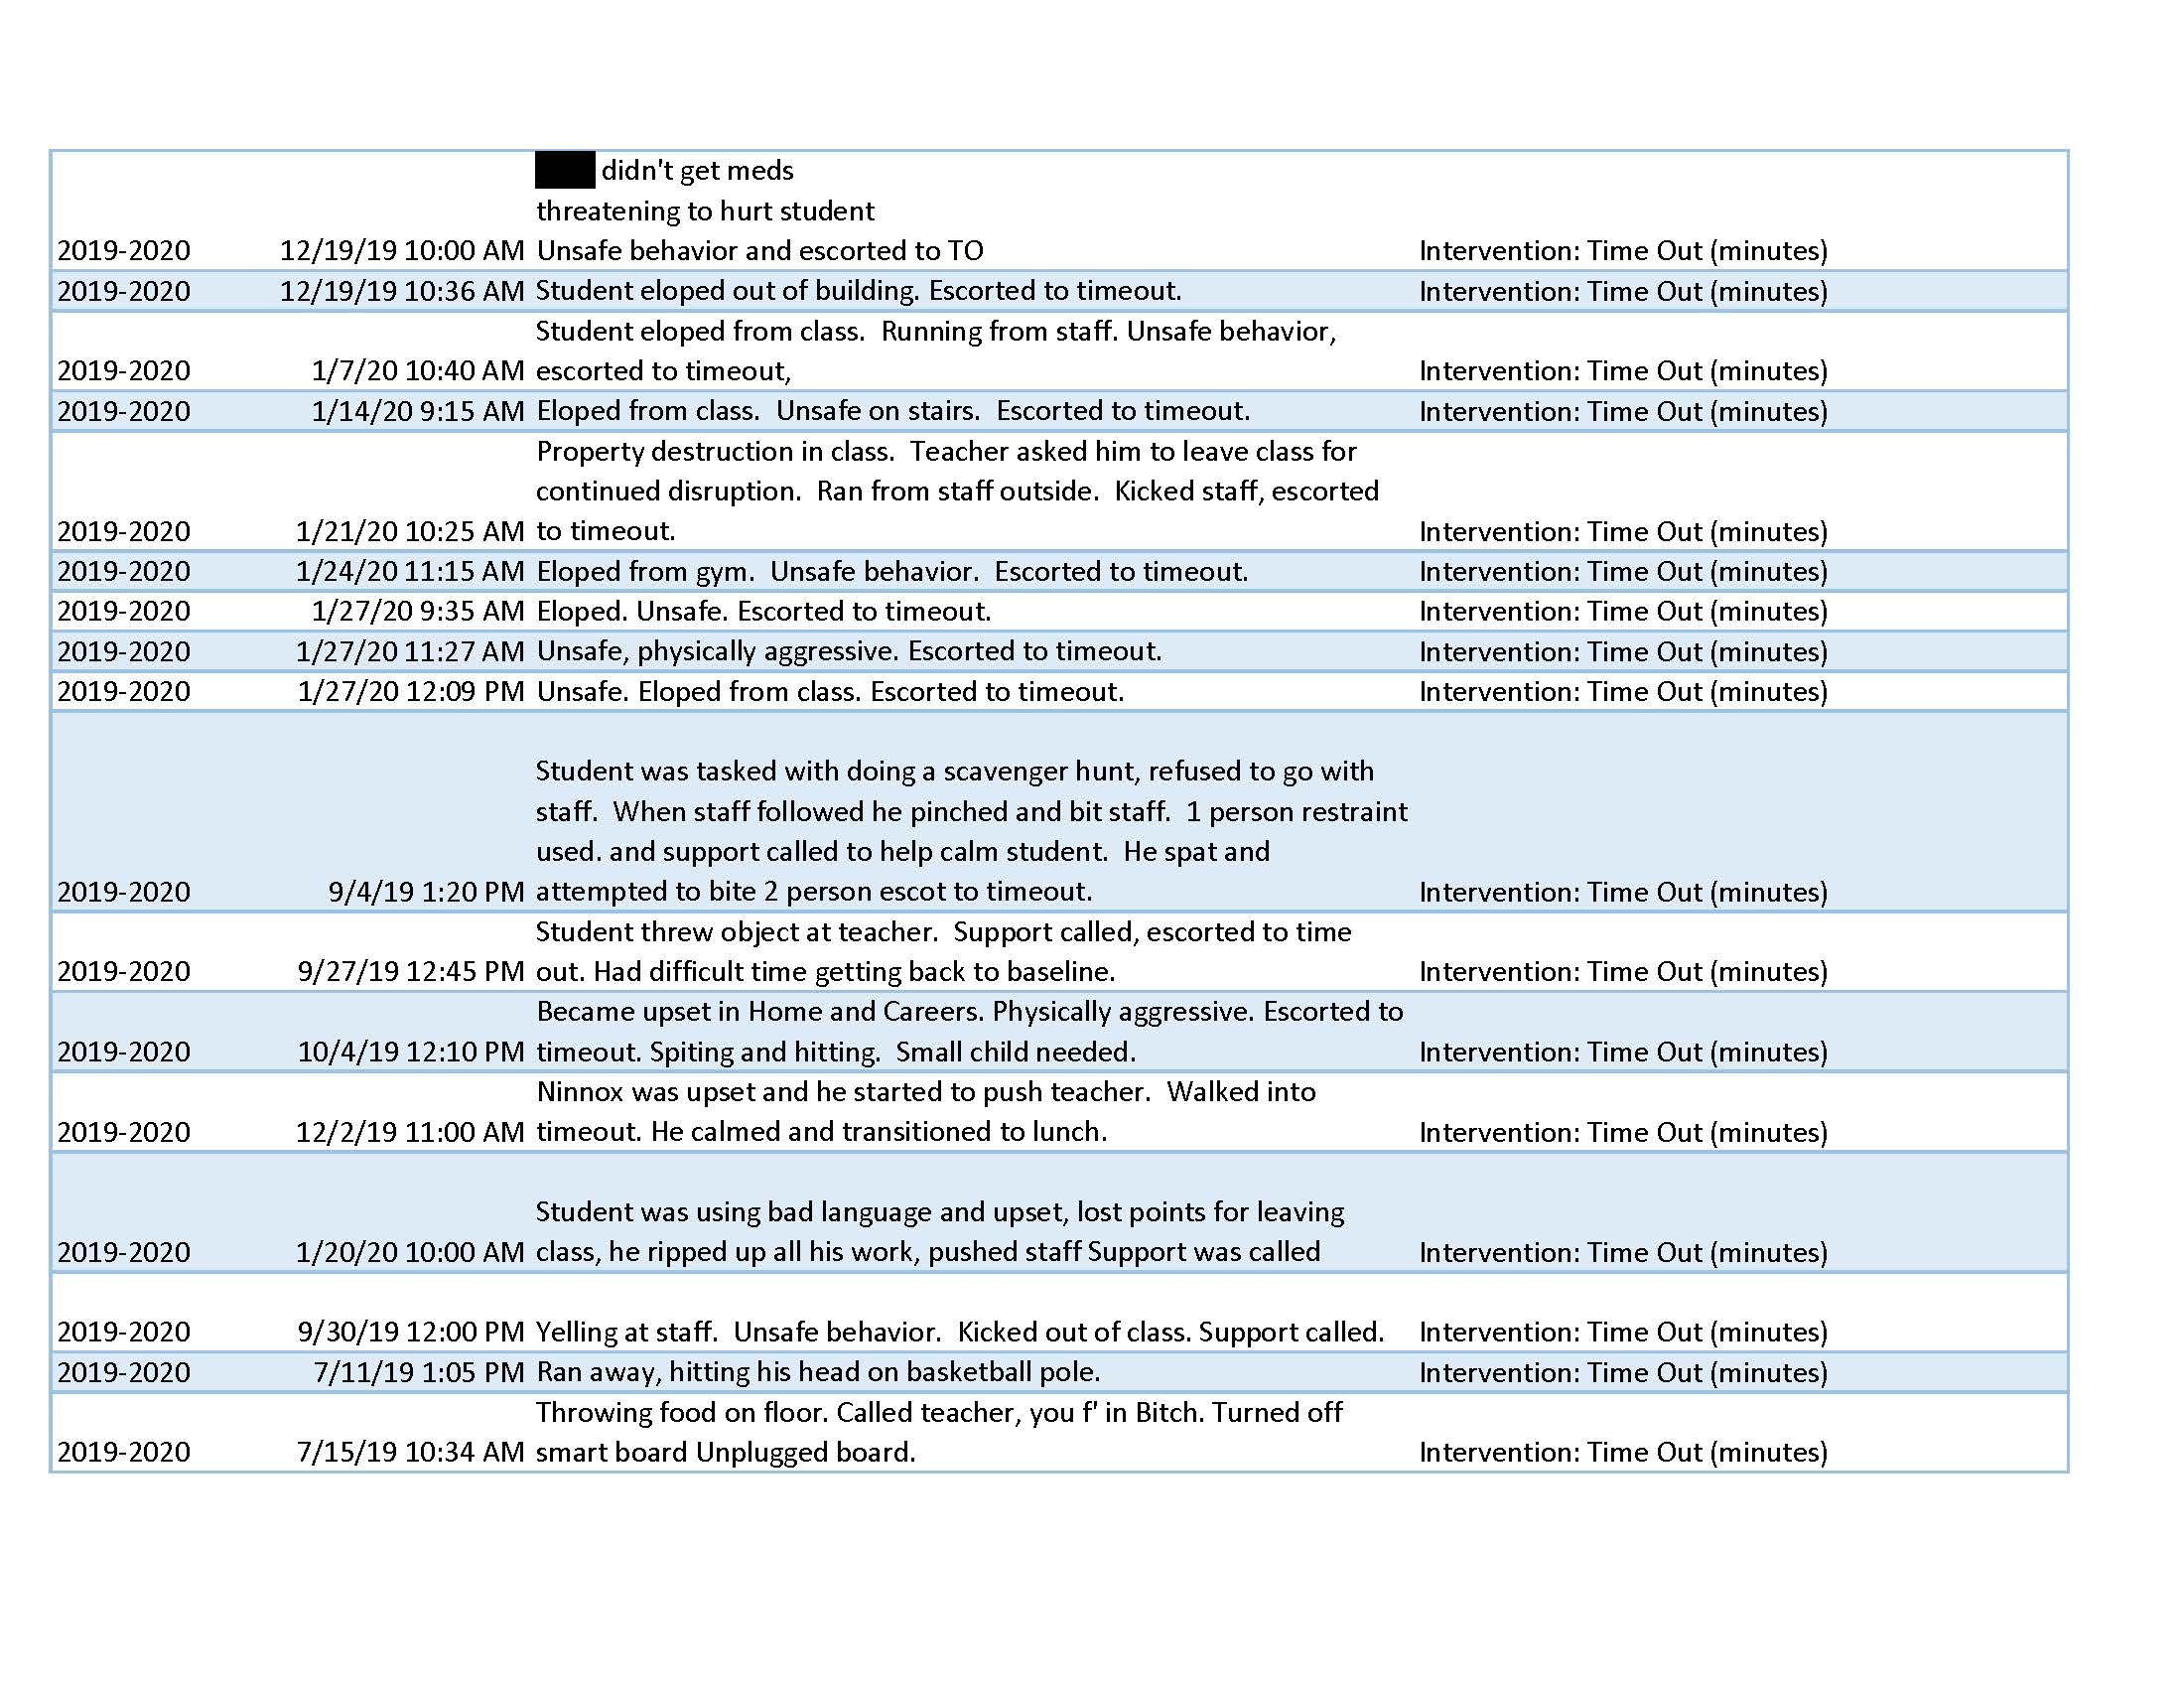 didn't get meds
threatening to hurt student
2019-2020 12/19/19 10:00 AM Unsafe behavior and escorted to TO Intervention: Time Out (minutes)
2019-2020 12/19/19 10:36 AM Student eloped out of building. Escorted to timeout. Intervention: Time Out (minutes)
Student eloped from class.  Running from staff. Unsafe behavior,
2019-2020 1/7/20 10:40 AM escorted to timeout, Intervention: Time Out (minutes)
2019-2020 1/14/20 9:15 AM Eloped from class.  Unsafe on stairs.  Escorted to timeout. Intervention: Time Out (minutes)
Property destruction in class.  Teacher asked him to leave class for
continued disruption.  Ran from staff outside.  Kicked staff, escorted
2019-2020 1/21/20 10:25 AM to timeout. Intervention: Time Out (minutes)
2019-2020 1/24/20 11:15 AM Eloped from gym.  Unsafe behavior.  Escorted to timeout. Intervention: Time Out (minutes)
2019-2020 1/27/20 9:35 AM Eloped. Unsafe. Escorted to timeout. Intervention: Time Out (minutes)
2019-2020 1/27/20 11:27 AM Unsafe, physically aggressive. Escorted to timeout. Intervention: Time Out (minutes)
2019-2020 1/27/20 12:09 PM Unsafe. Eloped from class. Escorted to timeout. Intervention: Time Out (minutes)
Student was tasked with doing a scavenger hunt, refused to go with
staff.  When staff followed he pinched and bit staff.  1 person restraint
used. and support called to help calm student.  He spat and
2019-2020 9/4/19 1:20 PM attempted to bite 2 person escot to timeout. Intervention: Time Out (minutes)
Student threw object at teacher.  Support called, escorted to time
2019-2020 9/27/19 12:45 PM out. Had difficult time getting back to baseline. Intervention: Time Out (minutes)
Became upset in Home and Careers. Physically aggressive. Escorted to
2019-2020 10/4/19 12:10 PM timeout. Spiting and hitting.  Small child needed. Intervention: Time Out (minutes)
Ninnox was upset and he started to push teacher.  Walked into
2019-2020 12/2/19 11:00 AM timeout. He calmed and transitioned to lunch. Intervention: Time Out (minutes)
Student was using bad language and upset, lost points for leaving
2019-2020 1/20/20 10:00 AM class, he ripped up all his work, pushed staff Support was called Intervention: Time Out (minutes)
2019-2020 9/30/19 12:00 PM Yelling at staff.  Unsafe behavior.  Kicked out of class. Support called. Intervention: Time Out (minutes)
2019-2020 7/11/19 1:05 PM Ran away, hitting his head on basketball pole. Intervention: Time Out (minutes)
Throwing food on floor. Called teacher, you f' in Bitch. Turned off
2019-2020 7/15/19 10:34 AM smart board Unplugged board. Intervention: Time Out (minutes)